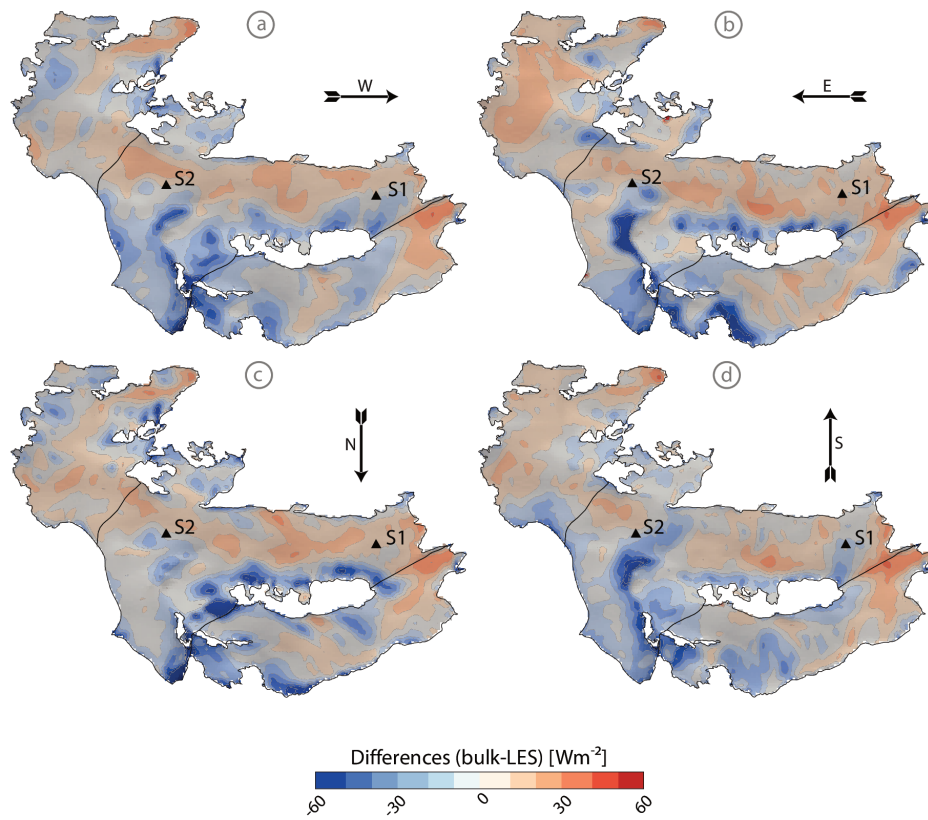 a
b
W
E
S2
S1
S2
S1
c
d
N
S
S2
S1
S2
S1
Differences (bulk-LES) [Wm⁻²]
-60
-30
0
30
60